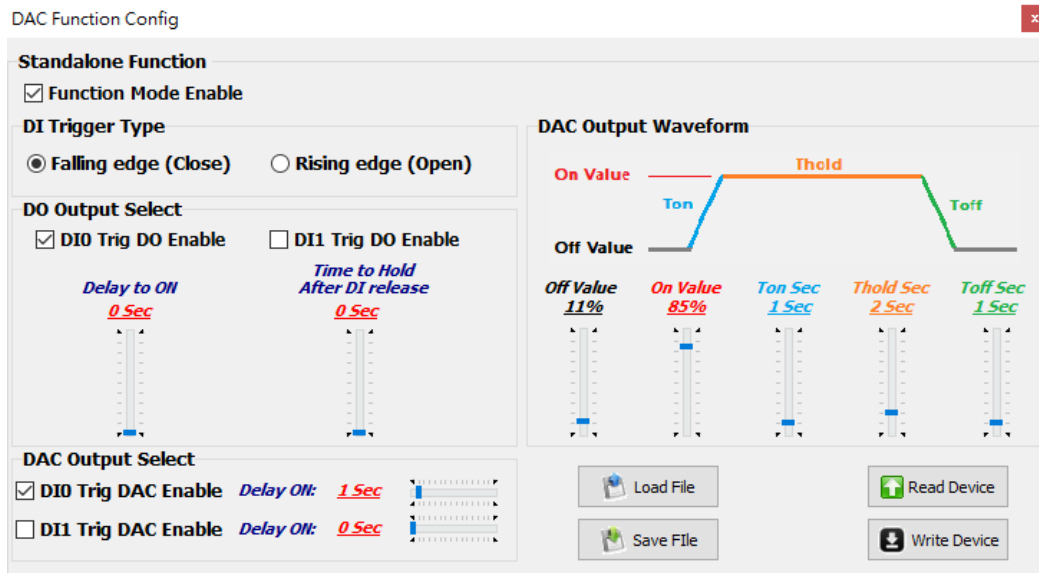 DAC Function Config
x
Standalone Function
Function Mode Enable
DI Trigger Type
Falling edge (Close) Rising edge (Open)
DO Output Select
DI0 Trig DO Enable DI1 Trig DO Enable
Delay to ON
0 Sec
Time to Hold
After DI release
0 Sec
DAC Output Select
DI0 Trig DAC Enable Delay ON: 1 Sec
DI1 Trig DAC Enable Delay ON: 0 Sec
DAC Output Waveform
On Value
Thold
Ton
Toff
Off Value
Off Value On Value Ton Sec Thold Sec Toff Sec
11% 85% 1 Sec 2 Sec 1 Sec
Load File Read Device
Save FIle Write Device